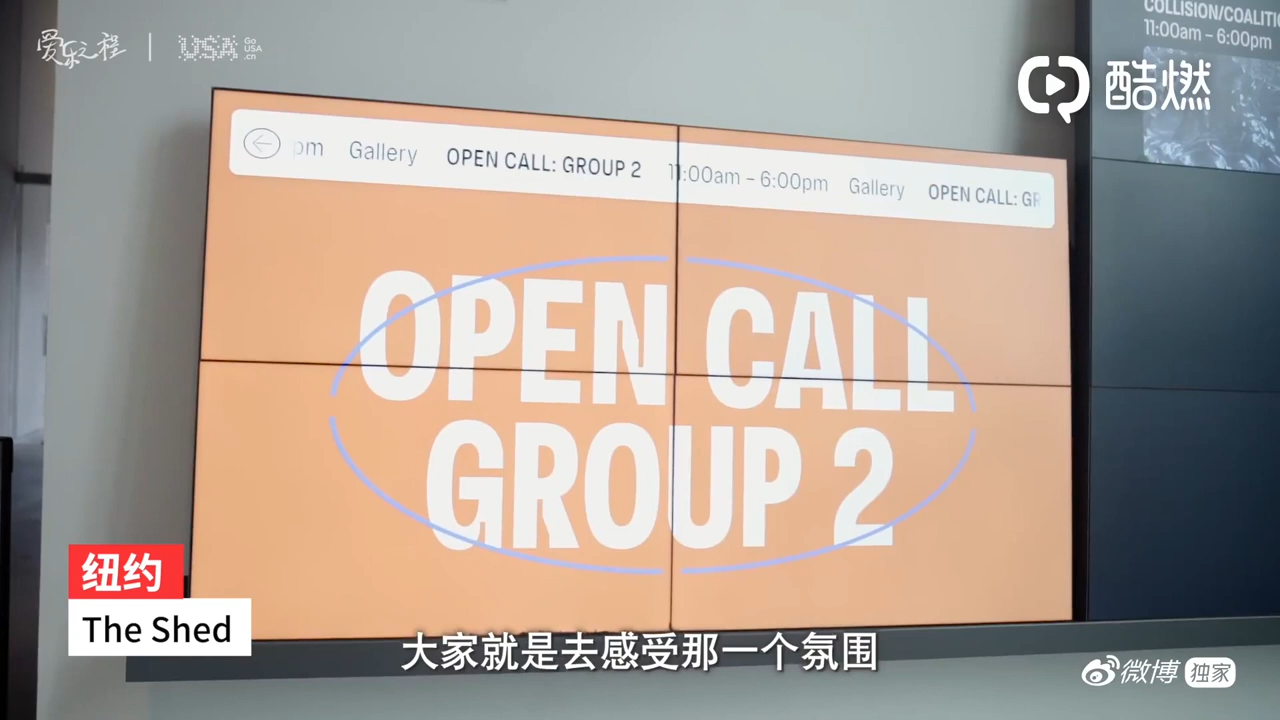 爱乐之程
USA
Go
USA
.cn
酷燃
COLLISION/COALITI
11:00am – 6:00pm
pm Gallery OPEN CALL: GROUP 2 11:00am – 6:00pm Gallery OPEN CALL: GR
OPEN CALL
GROUP 2
纽约
The Shed
大家就是去感受那一个氛围
微博 独家